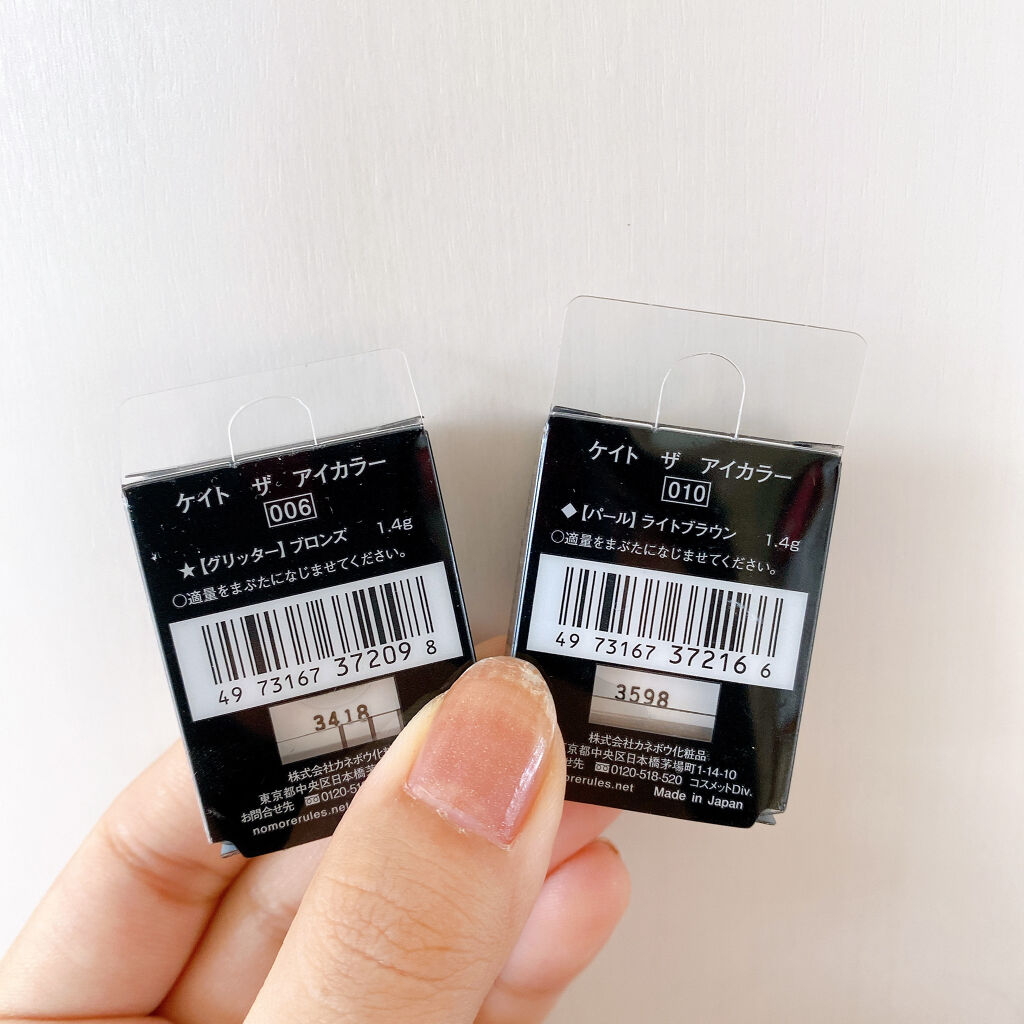 ケイト ザ アイカラー
006
★【グリッター】ブロンズ 1.4g
○適量をまぶたになじませてください。
49 73167 37209 8
3418
株式会社カネボウ化粧
東京都中央区日本橋茅
お問合せ先 0120-51
nomorerules.net
ケイト ザ アイカラー
010
◆【パール】ライトブラウン 1.4g
○適量をまぶたになじませてください。
49 73167 37216 6
3598
株式会社カネボウ化粧品
京都中央区日本橋茅場町1-14-10
せ先 0120-518-520 コスメットDiv.
orerules.net Made in Japan